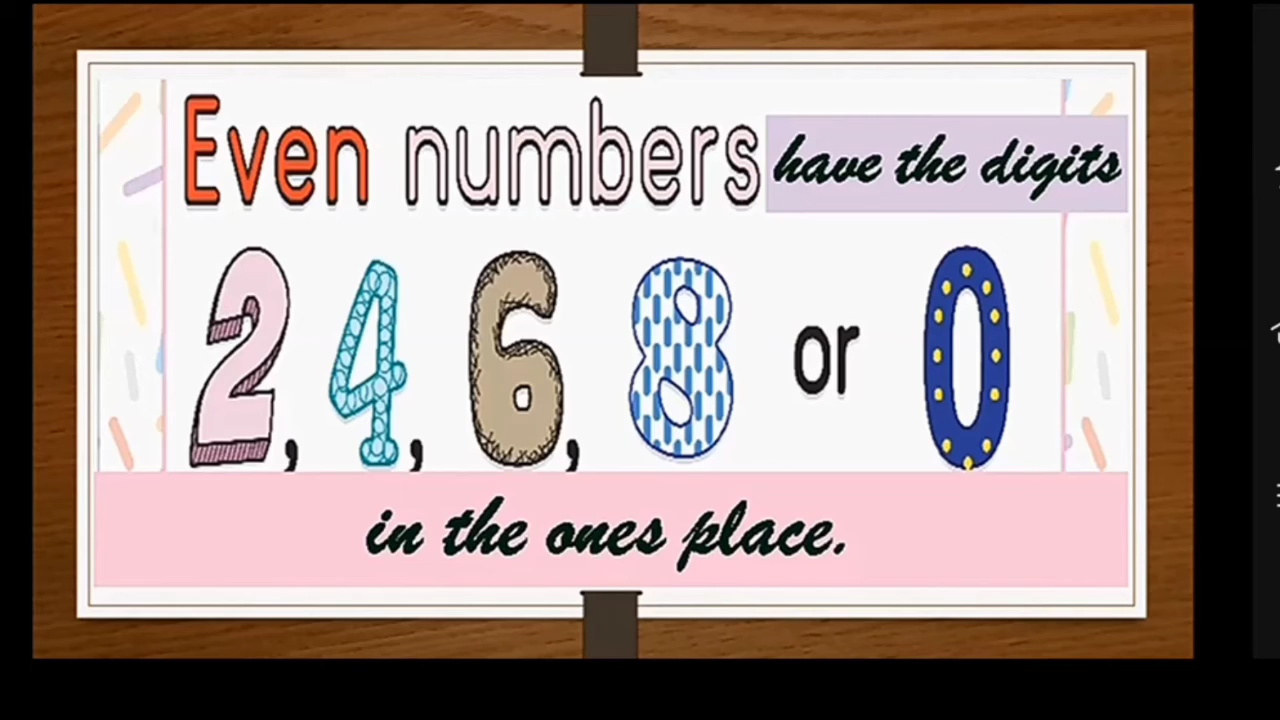 Even numbers have the digits
2, 4, 6, 8 or 0
in the ones place.